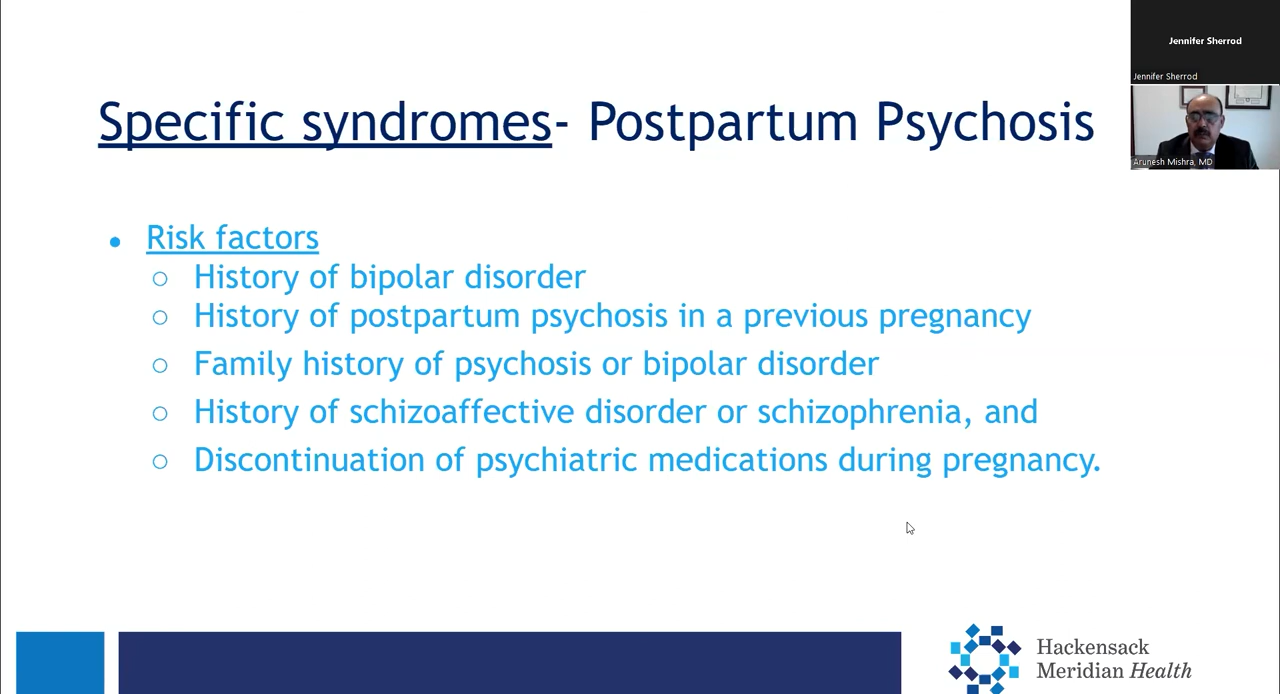 Jennifer Sherrod
Jennifer Sherrod
Specific syndromes- Postpartum Psychosis
Arunesh Mishra, MD
• Risk factors
○ History of bipolar disorder
○ History of postpartum psychosis in a previous pregnancy
○ Family history of psychosis or bipolar disorder
○ History of schizoaffective disorder or schizophrenia, and
○ Discontinuation of psychiatric medications during pregnancy.
Hackensack
Meridian Health